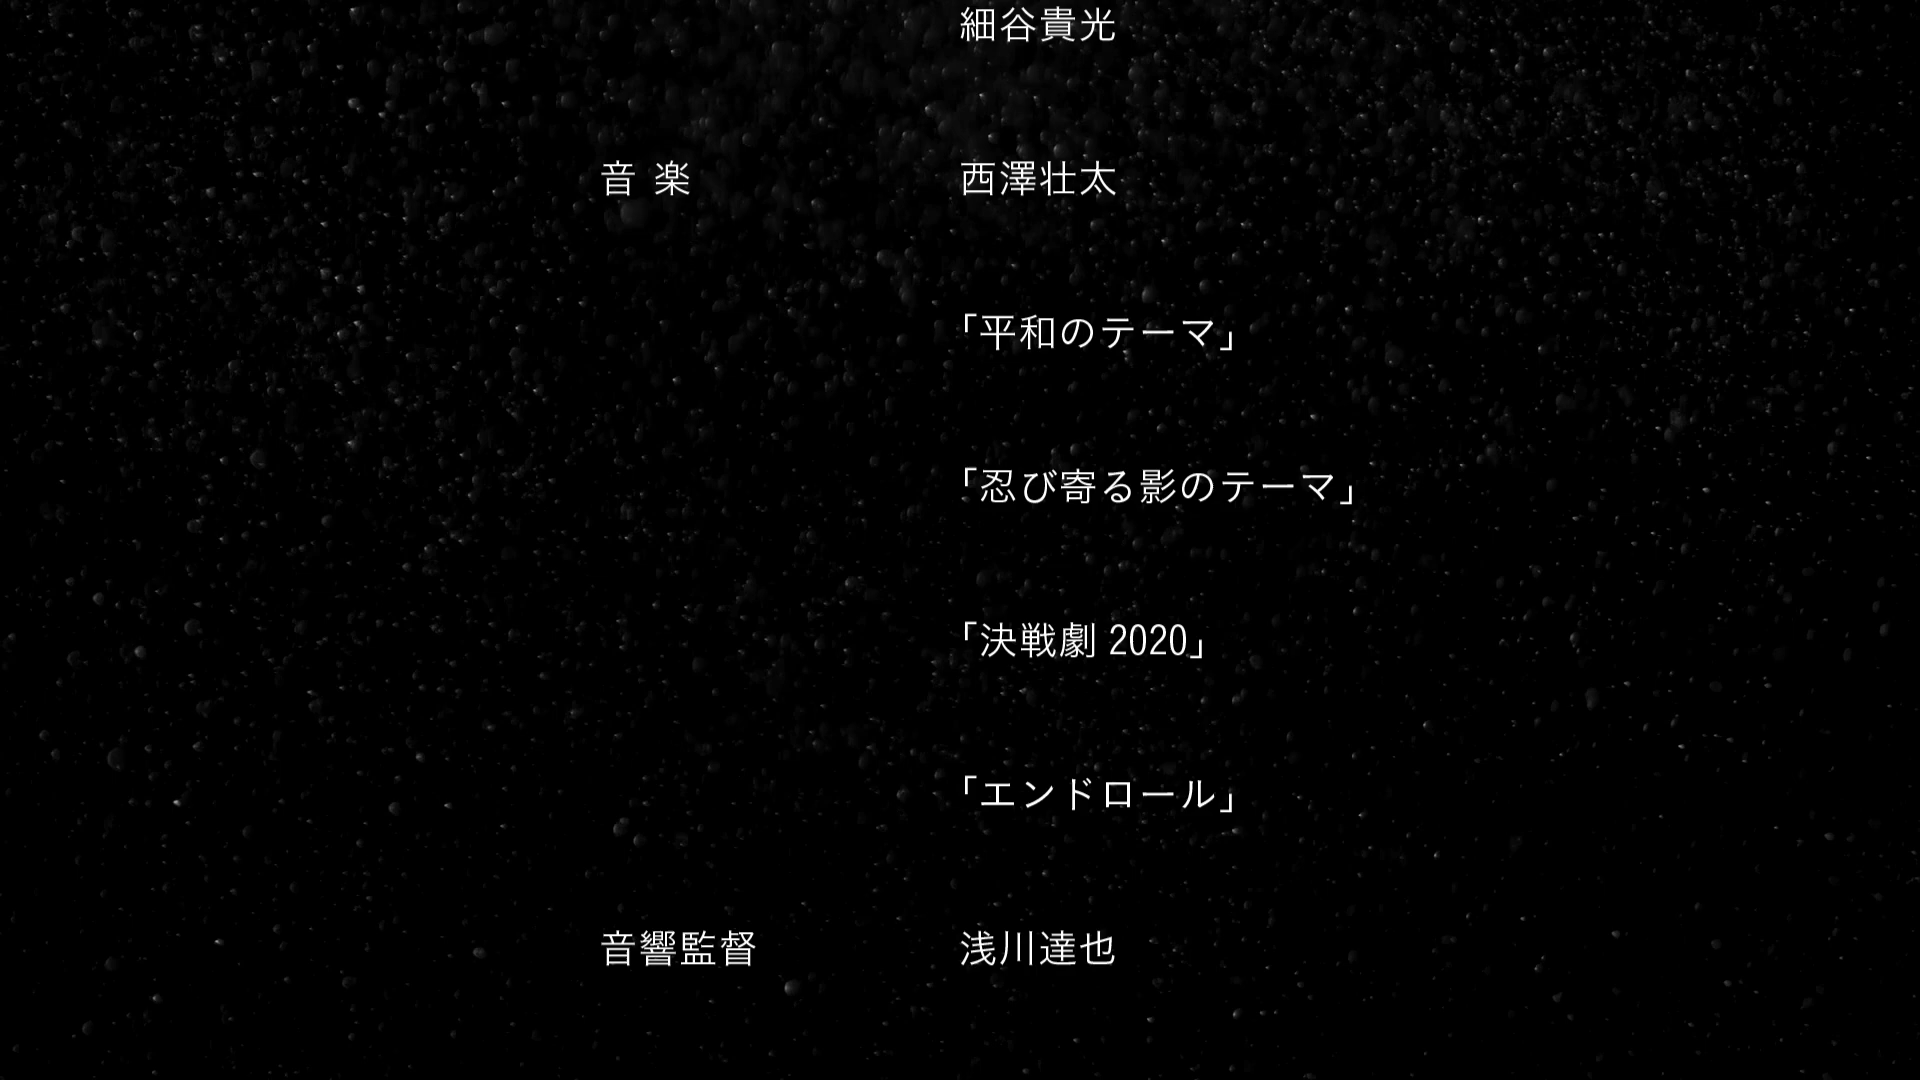 細谷貴光
音 楽 西澤壮太
「平和のテーマ」
「忍び寄る影のテーマ」
「決戦劇 2020」
「エンドロール」
音響監督 浅川達也